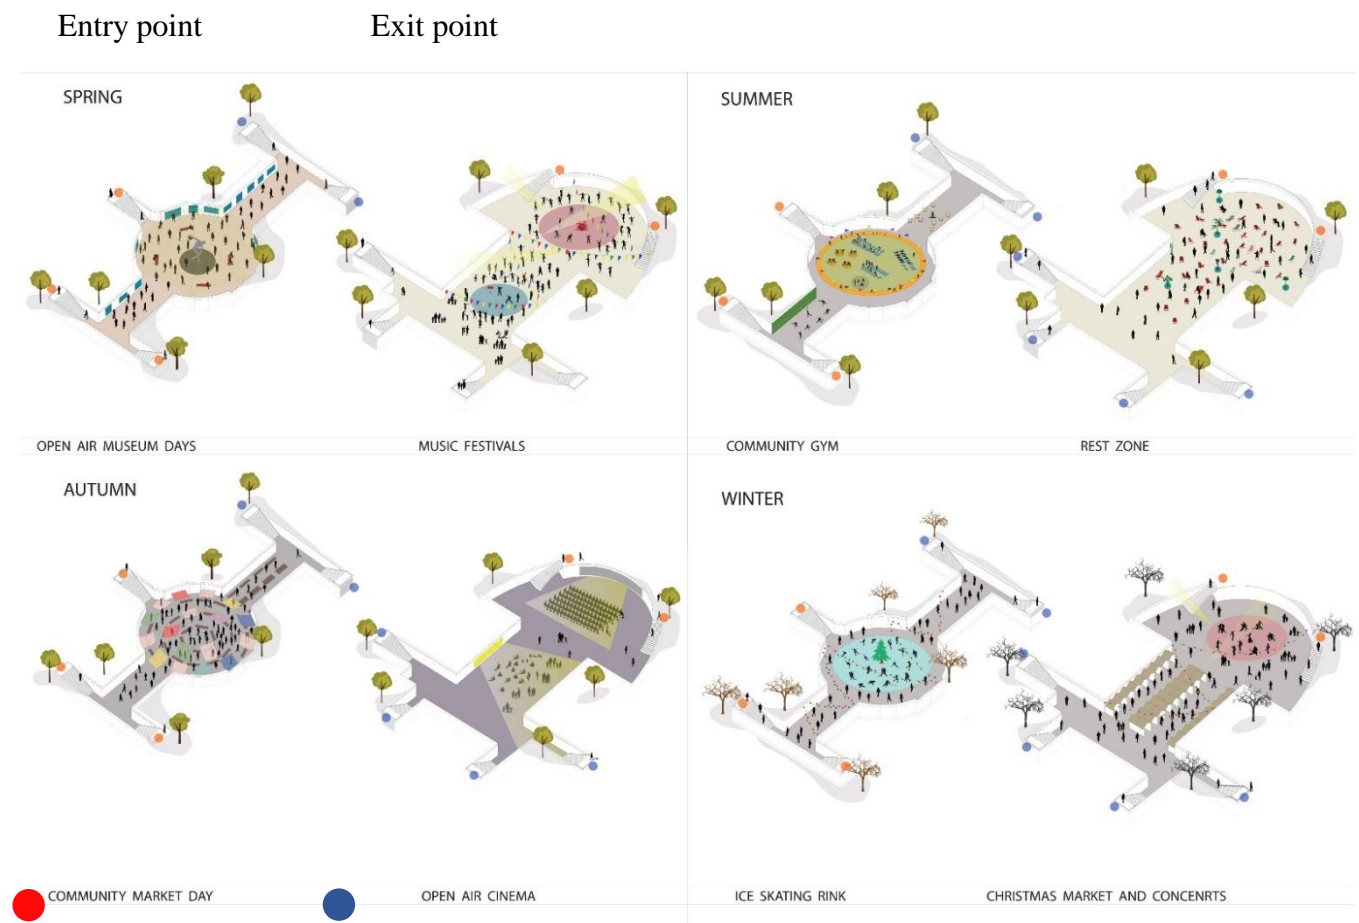 Entry point Exit point
SPRING
SUMMER
OPEN AIR MUSEUM DAYS
MUSIC FESTIVALS
COMMUNITY GYM
REST ZONE
AUTUMN
WINTER
COMMUNITY MARKET DAY
OPEN AIR CINEMA
ICE SKATING RINK
CHRISTMAS MARKET AND CONCENRTS